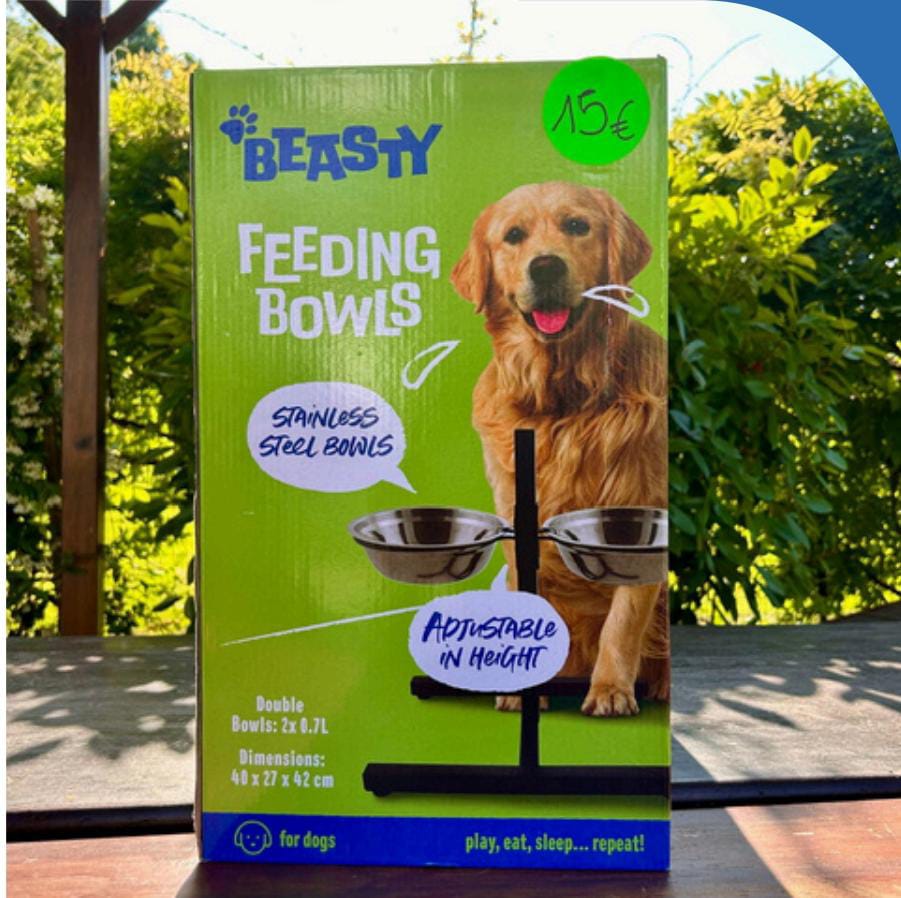 15€
BEASTY
FEEDING
BOWLS
STAINLESS
STEEL BOWLS
ADJUSTABLE
IN HEIGHT
Double
Bowls: 2x 0.7L
Dimensions:
40 x 27 x 42 cm
for dogs
play, eat, sleep... repeat!